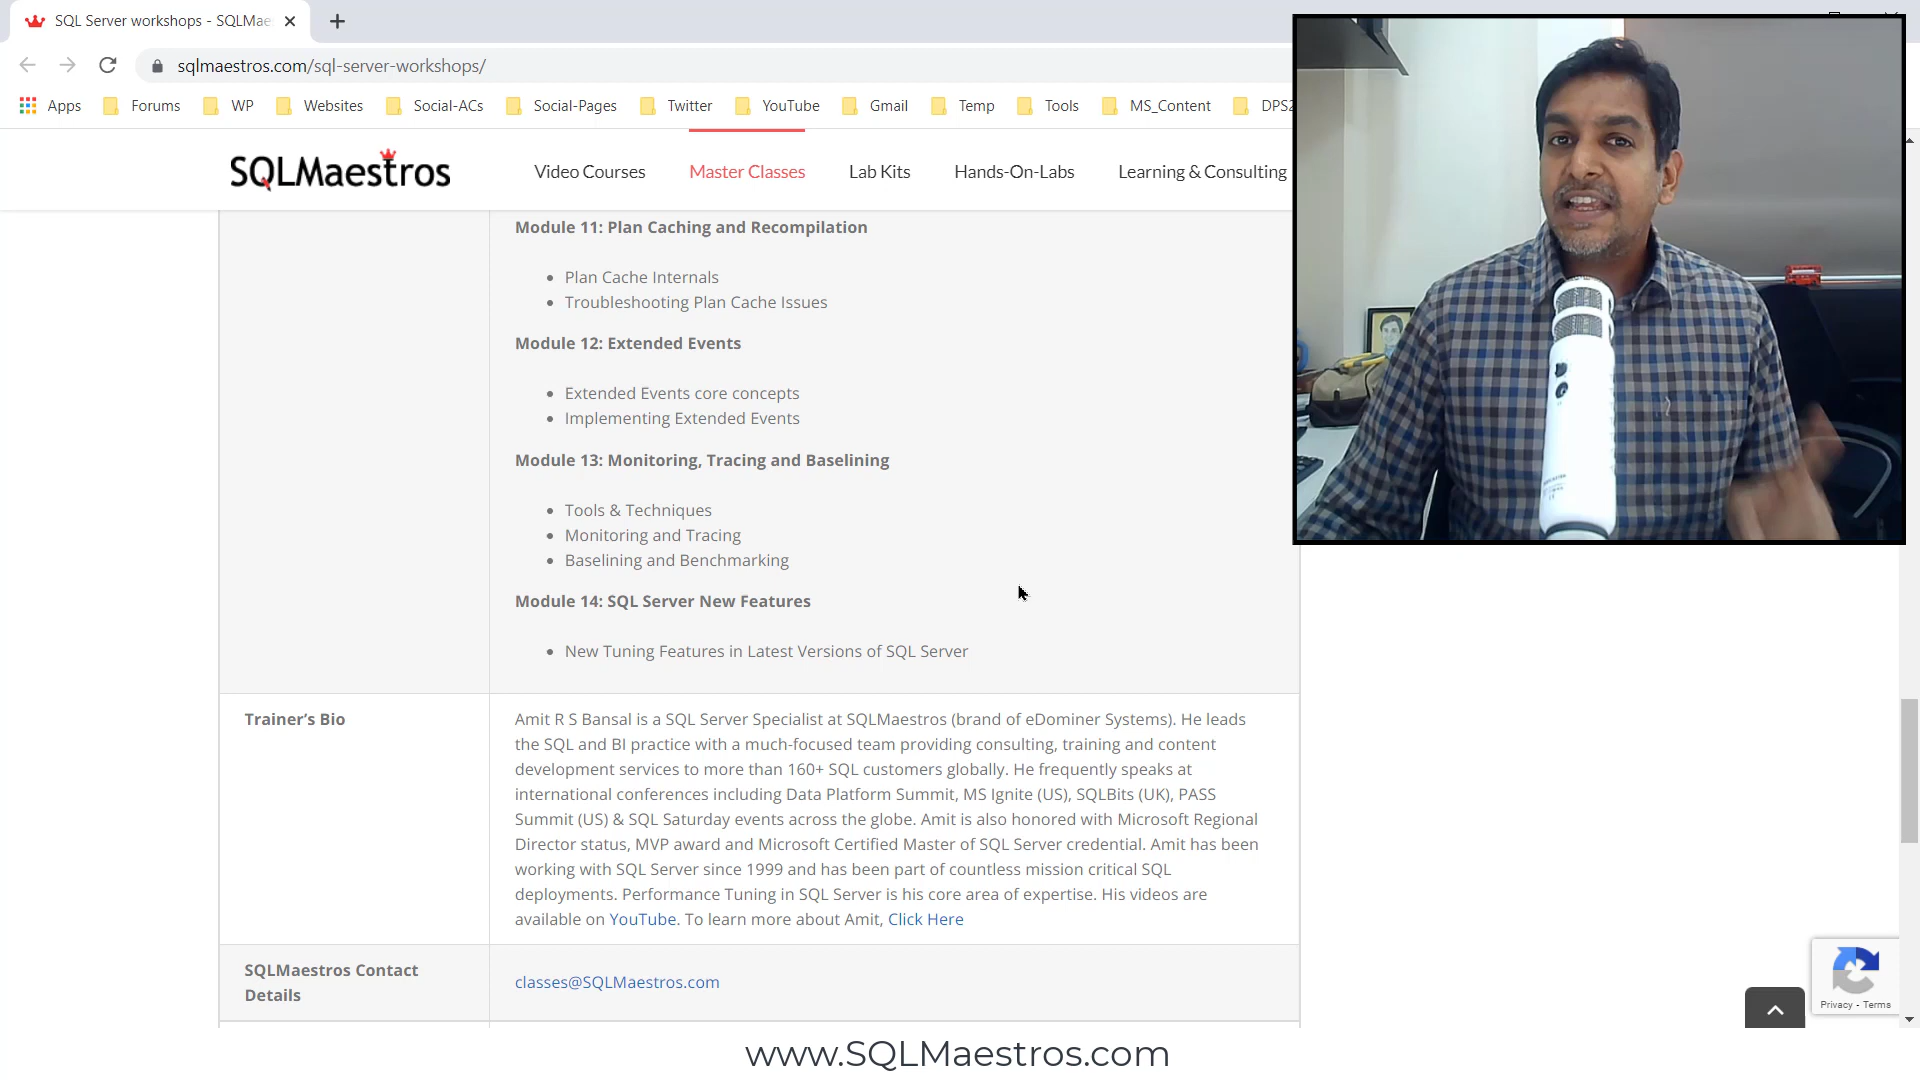 SQL Server workshops - SQLMae
sqlmaestros.com/sql-server-workshops/
Apps Forums WP Websites Social-ACs Social-Pages Twitter YouTube Gmail Temp Tools MS_Content DPS2
SQLMaestros Video Courses Master Classes Lab Kits Hands-On-Labs Learning & Consulting
Module 11: Plan Caching and Recompilation
• Plan Cache Internals
• Troubleshooting Plan Cache Issues
Module 12: Extended Events
• Extended Events core concepts
• Implementing Extended Events
Module 13: Monitoring, Tracing and Baselining
• Tools & Techniques
• Monitoring and Tracing
• Baselining and Benchmarking
Module 14: SQL Server New Features
• New Tuning Features in Latest Versions of SQL Server
Trainer’s Bio
Amit R S Bansal is a SQL Server Specialist at SQLMaestros (brand of eDominer Systems). He leads
the SQL and BI practice with a much-focused team providing consulting, training and content
development services to more than 160+ SQL customers globally. He frequently speaks at
international conferences including Data Platform Summit, MS Ignite (US), SQLBits (UK), PASS
Summit (US) & SQL Saturday events across the globe. Amit is also honored with Microsoft Regional
Director status, MVP award and Microsoft Certified Master of SQL Server credential. Amit has been
working with SQL Server since 1999 and has been part of countless mission critical SQL
deployments. Performance Tuning in SQL Server is his core area of expertise. His videos are
available on YouTube. To learn more about Amit, Click Here
SQLMaestros Contact
Details
classes@SQLMaestros.com
Privacy - Terms
www.SQLMaestros.com